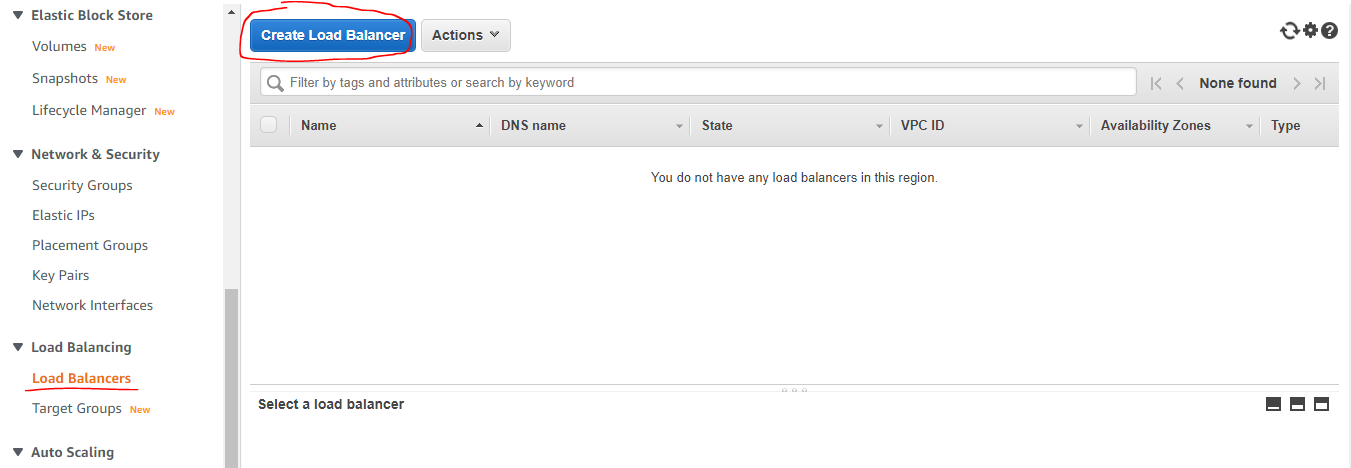 Elastic Block Store
Volumes New
Snapshots New
Lifecycle Manager New
Network & Security
Security Groups
Elastic IPs
Placement Groups
Key Pairs
Network Interfaces
Load Balancing
Load Balancers
Target Groups New
Auto Scaling
Create Load Balancer Actions
Filter by tags and attributes or search by keyword None found
Name DNS name State VPC ID Availability Zones Type
You do not have any load balancers in this region.
Select a load balancer